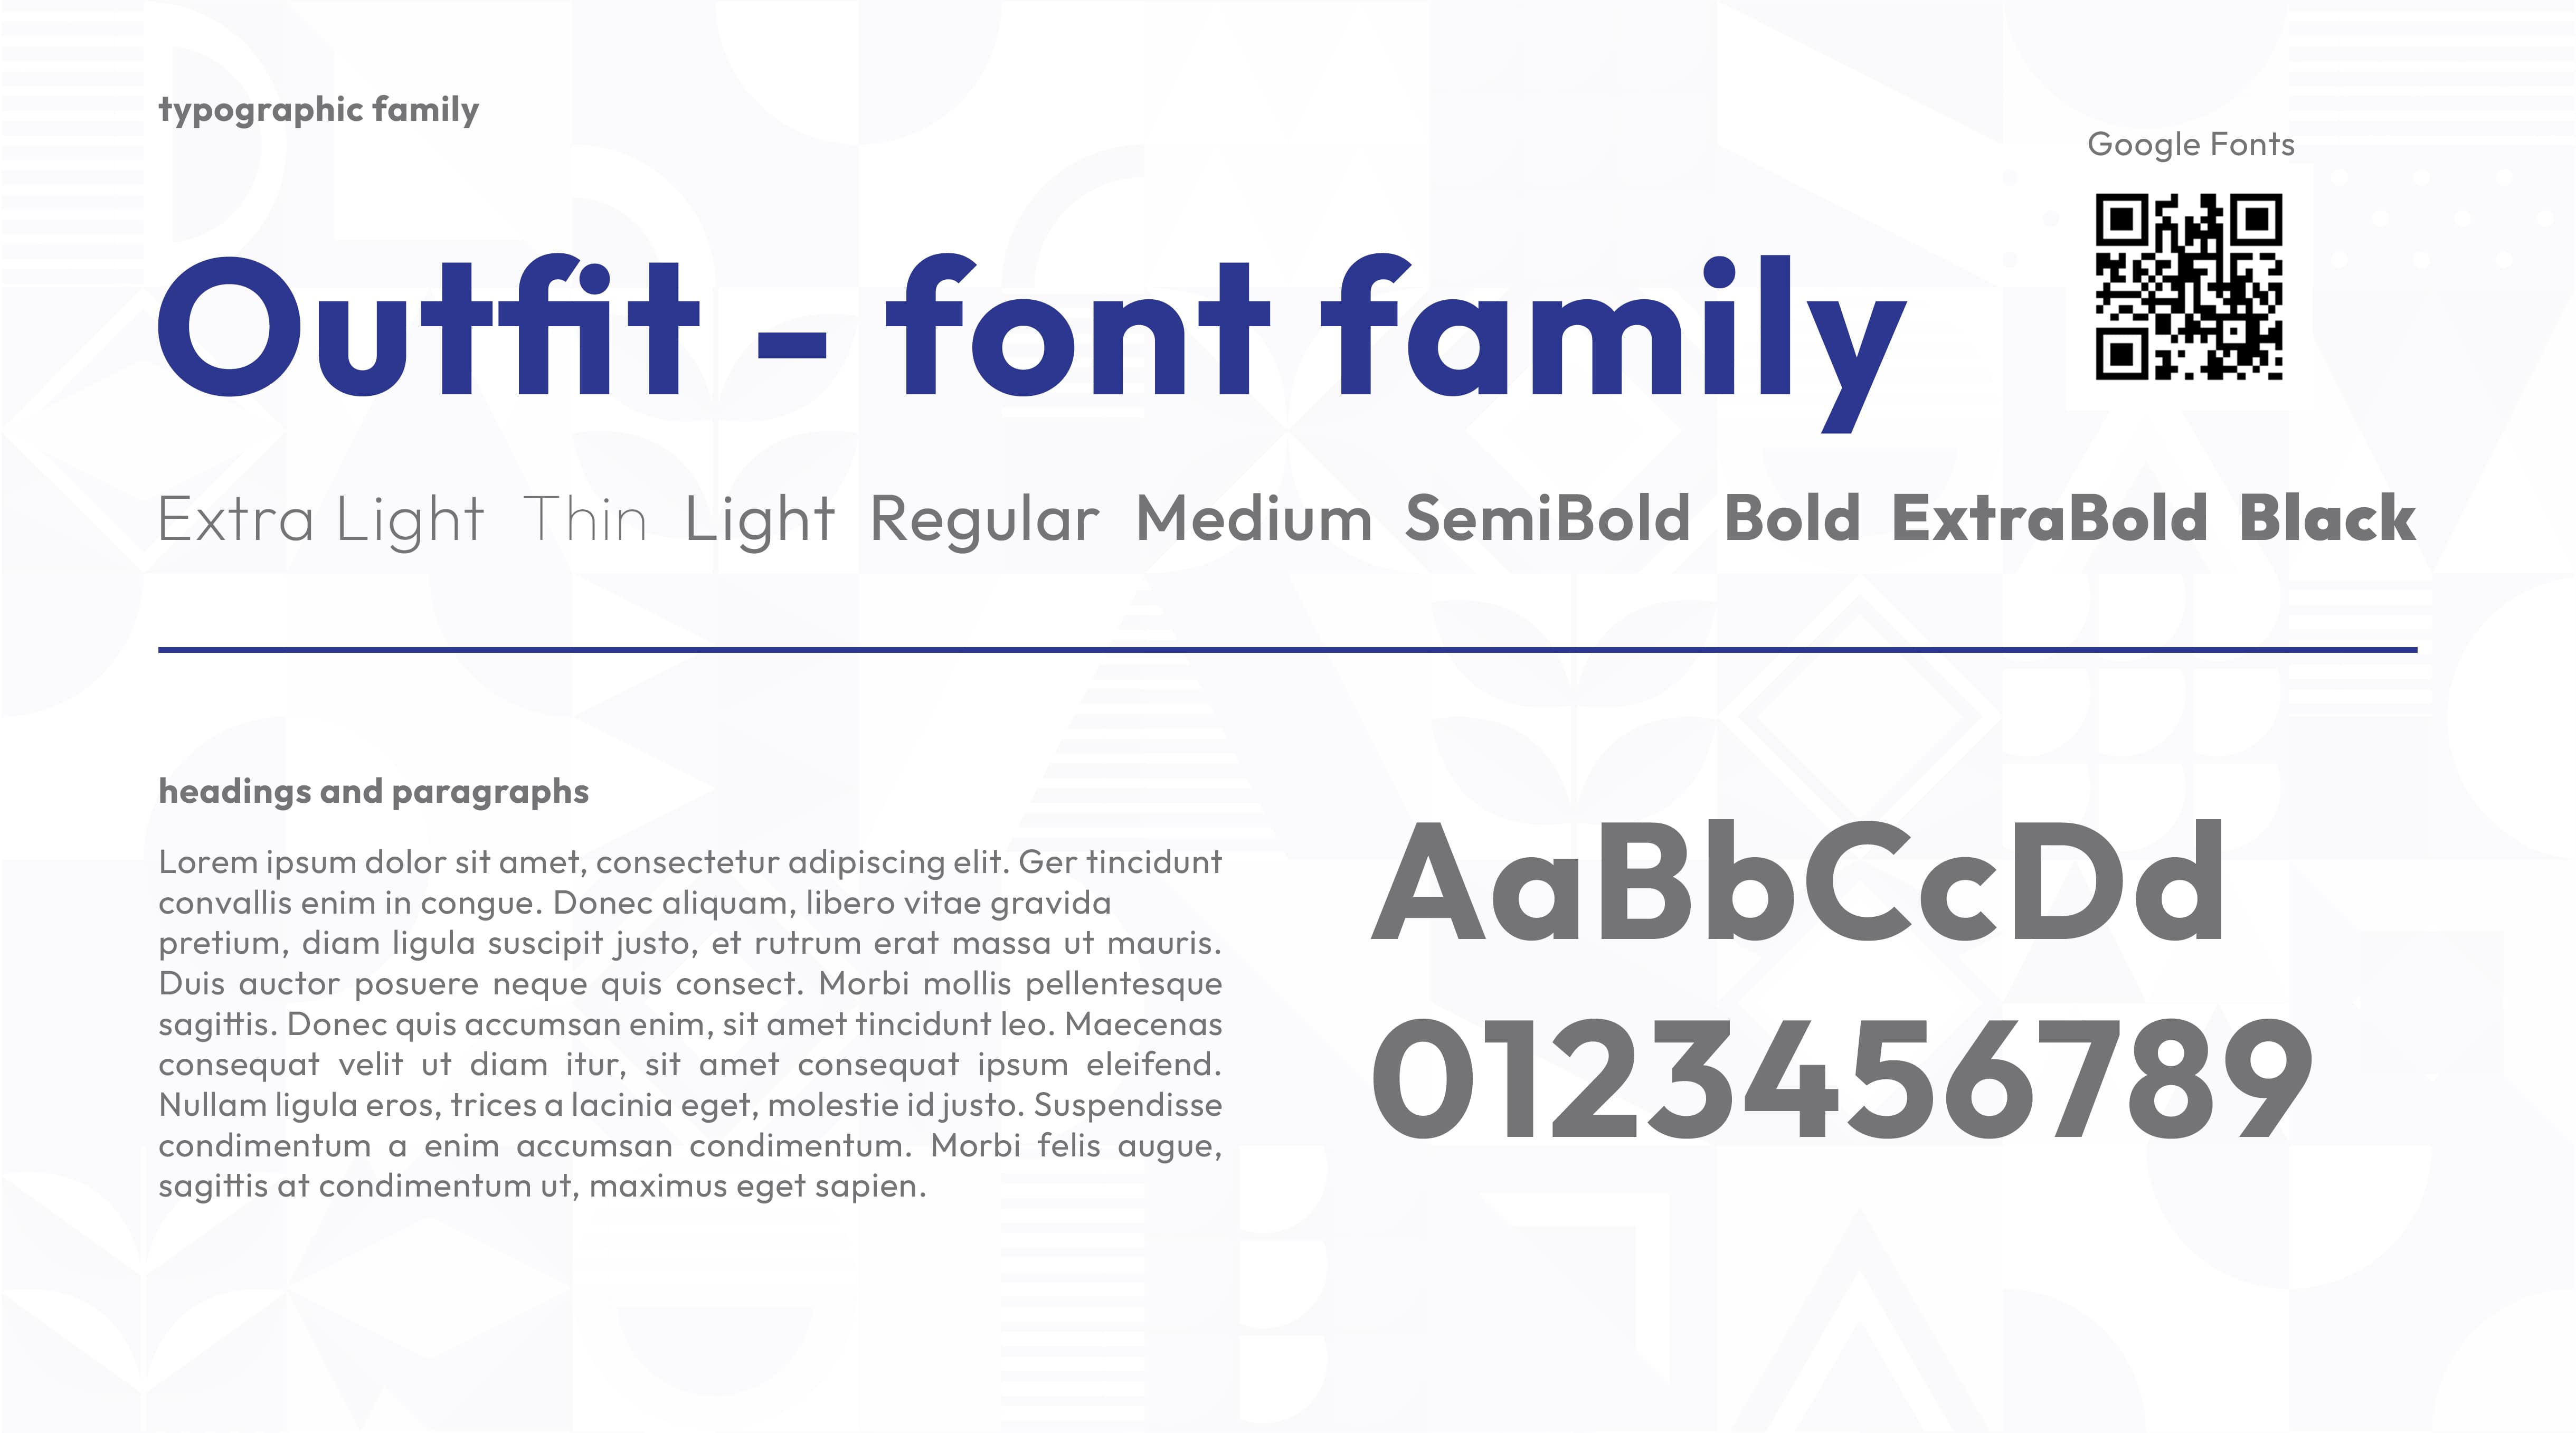 typographic family
Google Fonts
Outfit - font family
Extra Light Thin Light Regular Medium SemiBold Bold ExtraBold Black
headings and paragraphs
Lorem ipsum dolor sit amet, consectetur adipiscing elit. Ger tincidunt
convallis enim in congue. Donec aliquam, libero vitae gravida
pretium, diam ligula suscipit justo, et rutrum erat massa ut mauris.
Duis auctor posuere neque quis consect. Morbi mollis pellentesque
sagittis. Donec quis accumsan enim, sit amet tincidunt leo. Maecenas
consequat velit ut diam itur, sit amet consequat ipsum eleifend.
Nullam ligula eros, trices a lacinia eget, molestie id justo. Suspendisse
condimentum a enim accumsan condimentum. Morbi felis augue,
sagittis at condimentum ut, maximus eget sapien.
AaBbCcDd
0123456789